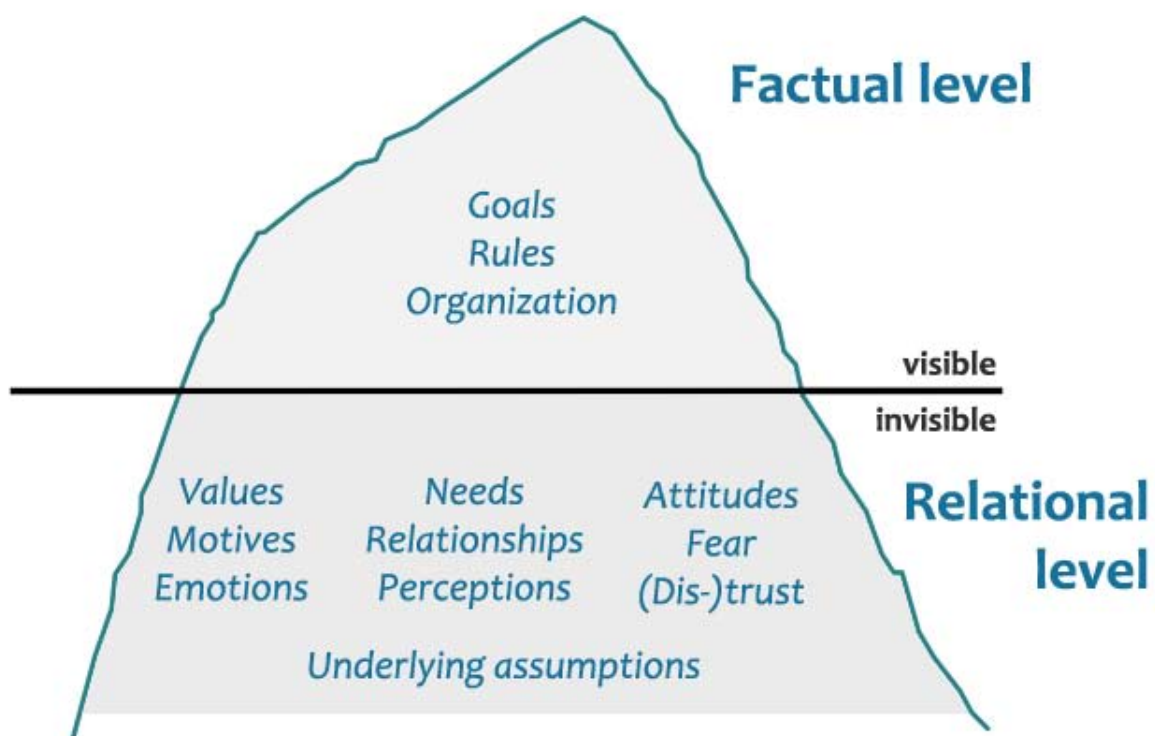 Factual level
Goals
Rules
Organization
visible
invisible
Values
Motives
Emotions
Needs
Relationships
Perceptions
Attitudes
Fear
(Dis-)trust
Relational
level
Underlying assumptions